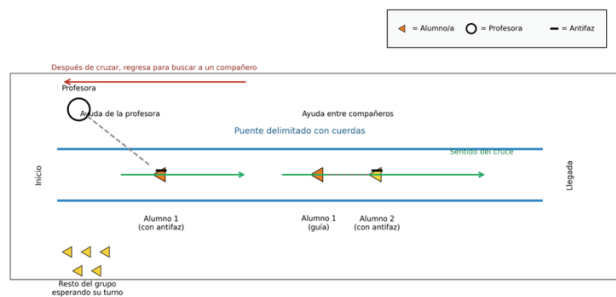 = Alumno/a
= Profesora
= Antifaz
Después de cruzar, regresa para buscar a un compañero
Profesora
Ayuda de la profesora
Ayuda entre compañeros
Puente delimitado con cuerdas
Sentido del cruce
Inicio
Llegada
Alumno 1
(con antifaz)
Alumno 1
(guía)
Alumno 2
(con antifaz)
Resto del grupo
esperando su turno